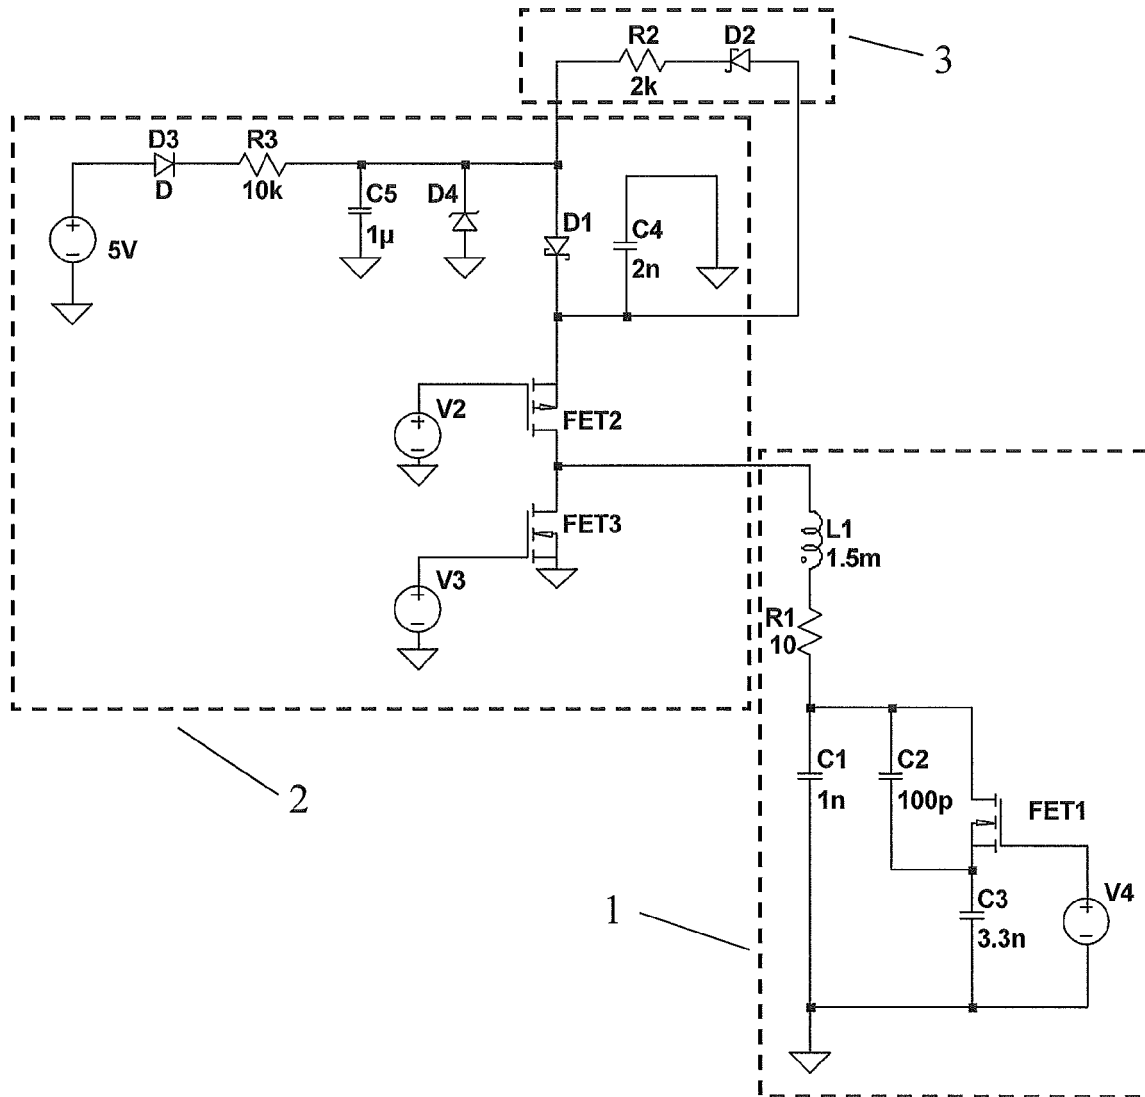 R2
D2
2k
3
D3
R3
D
10k
5V
C5
1µ
D4
D1
C4
2n
V2
FET2
FET3
V3
L1
1.5m
R1
10
2
C1
1n
C2
100p
FET1
C3
3.3n
V4
1